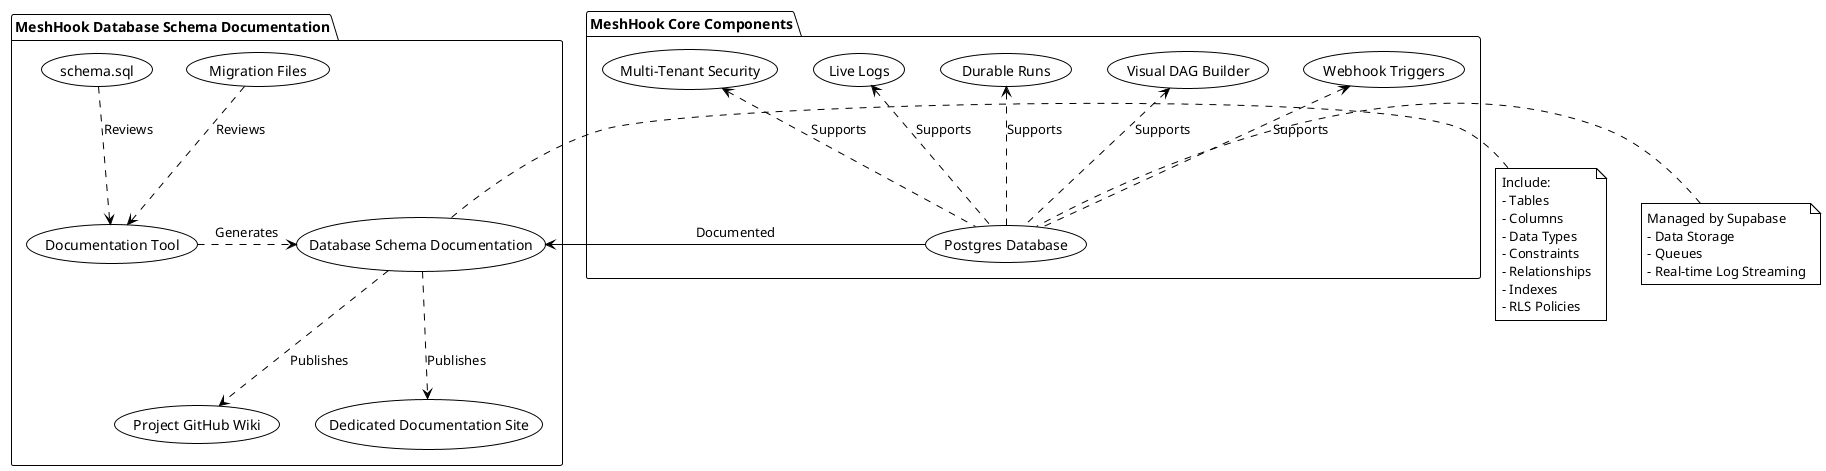 MeshHook Database Schema Documentation
schema.sql
Migration Files
Reviews
Reviews
Documentation Tool
Generates
Database Schema Documentation
Publishes
Publishes
Project GitHub Wiki
Dedicated Documentation Site
MeshHook Core Components
Multi-Tenant Security
Live Logs
Durable Runs
Visual DAG Builder
Webhook Triggers
Supports
Supports
Supports
Supports
Supports
Documented
Postgres Database
Include:
- Tables
- Columns
- Data Types
- Constraints
- Relationships
- Indexes
- RLS Policies
Managed by Supabase
- Data Storage
- Queues
- Real-time Log Streaming